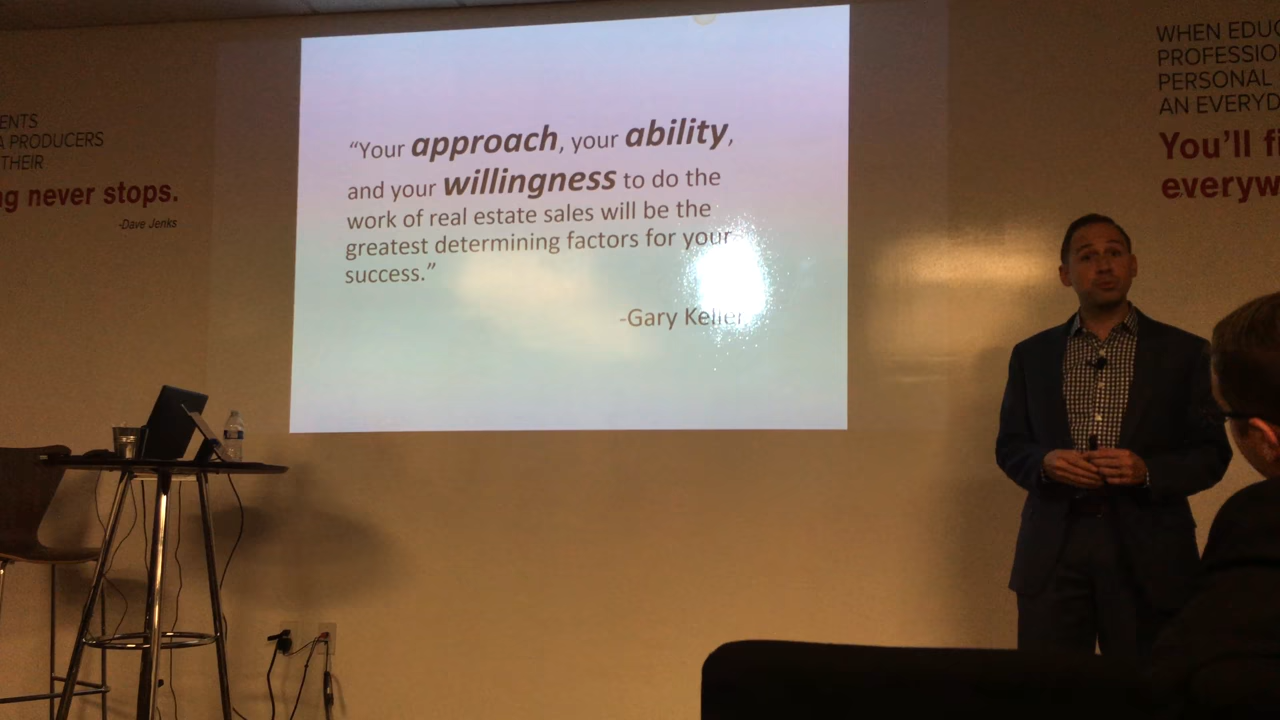 ENTS
A PRODUCERS
THEIR
g never stops.
-Dave Jenks
“Your approach, your ability,
and your willingness to do the
work of real estate sales will be the
greatest determining factors for your
success.”
-Gary Keller
WHEN EDUC
PROFESSIO
PERSONAL
AN EVERYD
You'll f
everyw